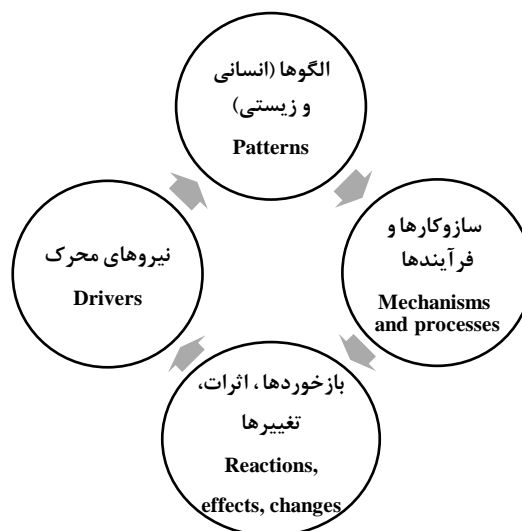 الگوها (انسانی
و زیستی)
Patterns
سازوکارها و
فرآیندها
Mechanisms
and processes
بازخوردها، اثرات،
تغییرها
Reactions,
effects, changes
نیروهای محرک
Drivers